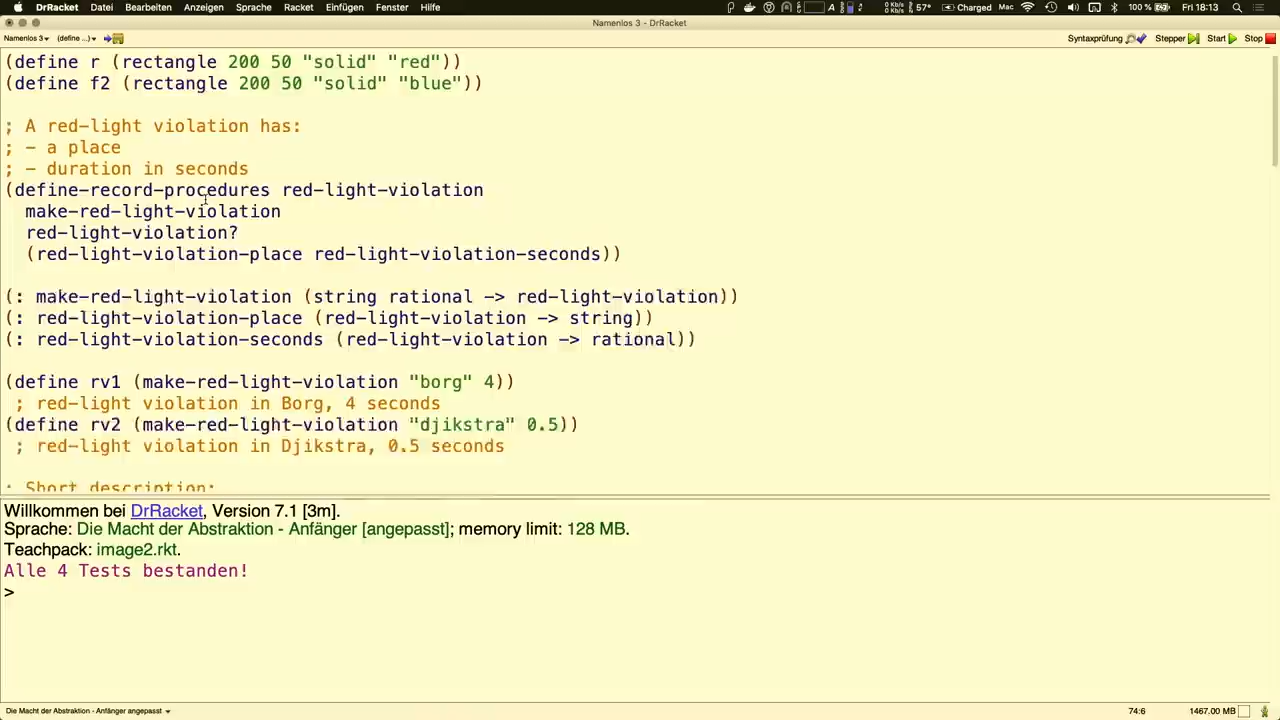 DrRacket Datei Bearbeiten Anzeigen Sprache Racket Einfügen Fenster Hilfe 57° Charged Mac 100 % Fri 18:13
Namenlos 3 - DrRacket
Namenlos 3 (define ...) Syntaxprüfung Stepper Start Stop
(define r (rectangle 200 50 "solid" "red"))
(define f2 (rectangle 200 50 "solid" "blue"))
; A red-light violation has:
; - a place
; - duration in seconds
(define-record-procedures red-light-violation
make-red-light-violation
red-light-violation?
(red-light-violation-place red-light-violation-seconds))
(: make-red-light-violation (string rational -> red-light-violation))
(: red-light-violation-place (red-light-violation -> string))
(: red-light-violation-seconds (red-light-violation -> rational))
(define rv1 (make-red-light-violation "borg" 4))
; red-light violation in Borg, 4 seconds
(define rv2 (make-red-light-violation "djikstra" 0.5))
; red-light violation in Djikstra, 0.5 seconds
; Short description:
Willkommen bei DrRacket, Version 7.1 [3m].
Sprache: Die Macht der Abstraktion - Anfänger [angepasst]; memory limit: 128 MB.
Teachpack: image2.rkt.
Alle 4 Tests bestanden!
>
Die Macht der Abstraktion - Anfänger angepasst 74:6 1467.00 MB